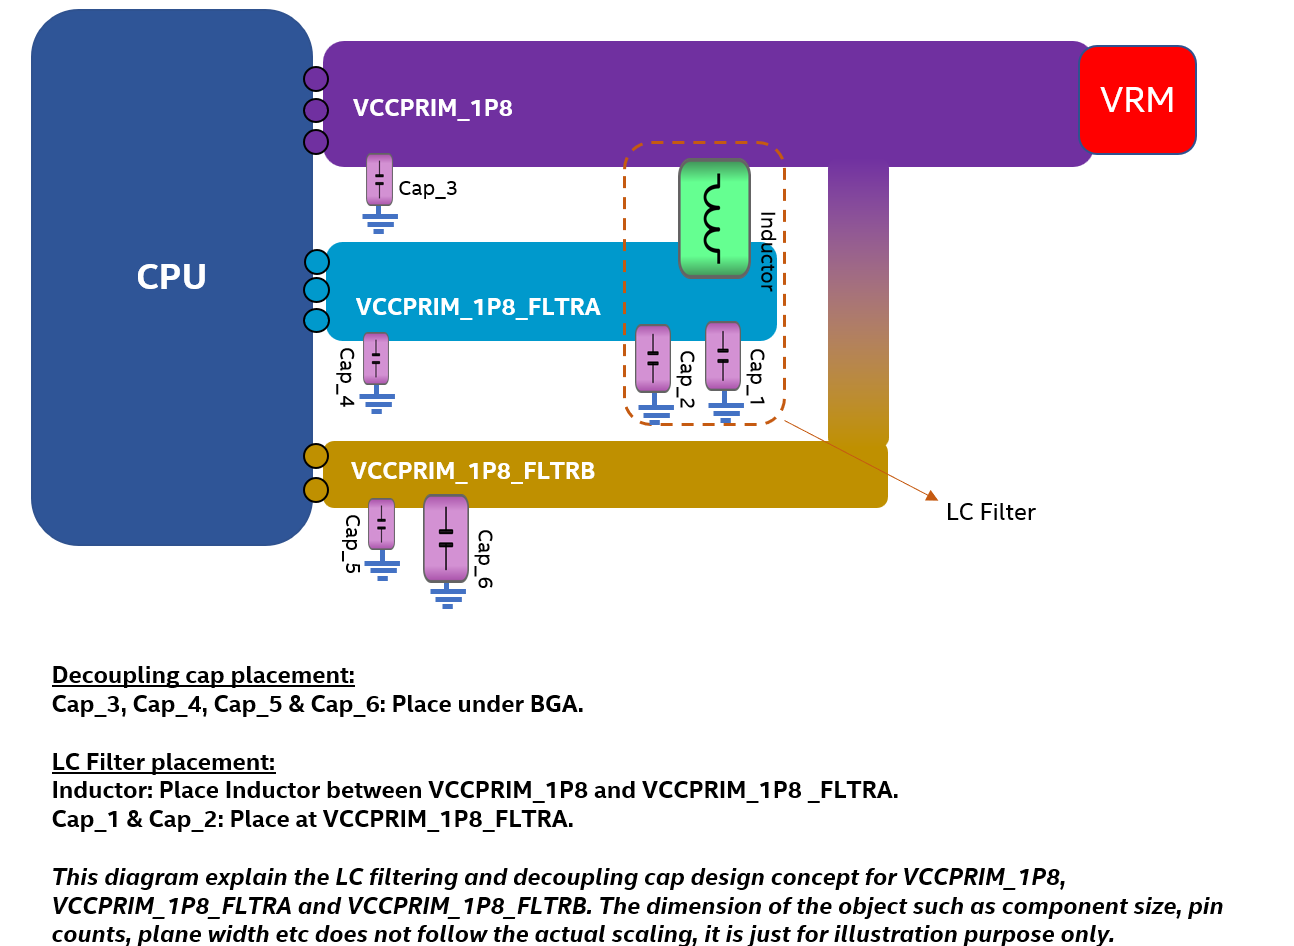 VCCPRIM_1P8
VRM
Cap_3
Inductor
CPU
VCCPRIM_1P8_FLTRA
Cap_4
Cap_2
Cap_1
VCCPRIM_1P8_FLTRB
LC Filter
Cap_5
Cap_6
Decoupling cap placement:
Cap_3, Cap_4, Cap_5 & Cap_6: Place under BGA.
LC Filter placement:
Inductor: Place Inductor between VCCPRIM_1P8 and VCCPRIM_1P8 _FLTRA.
Cap_1 & Cap_2: Place at VCCPRIM_1P8_FLTRA.
This diagram explain the LC filtering and decoupling cap design concept for VCCPRIM_1P8,
VCCPRIM_1P8_FLTRA and VCCPRIM_1P8_FLTRB. The dimension of the object such as component size, pin
counts, plane width etc does not follow the actual scaling, it is just for illustration purpose only.